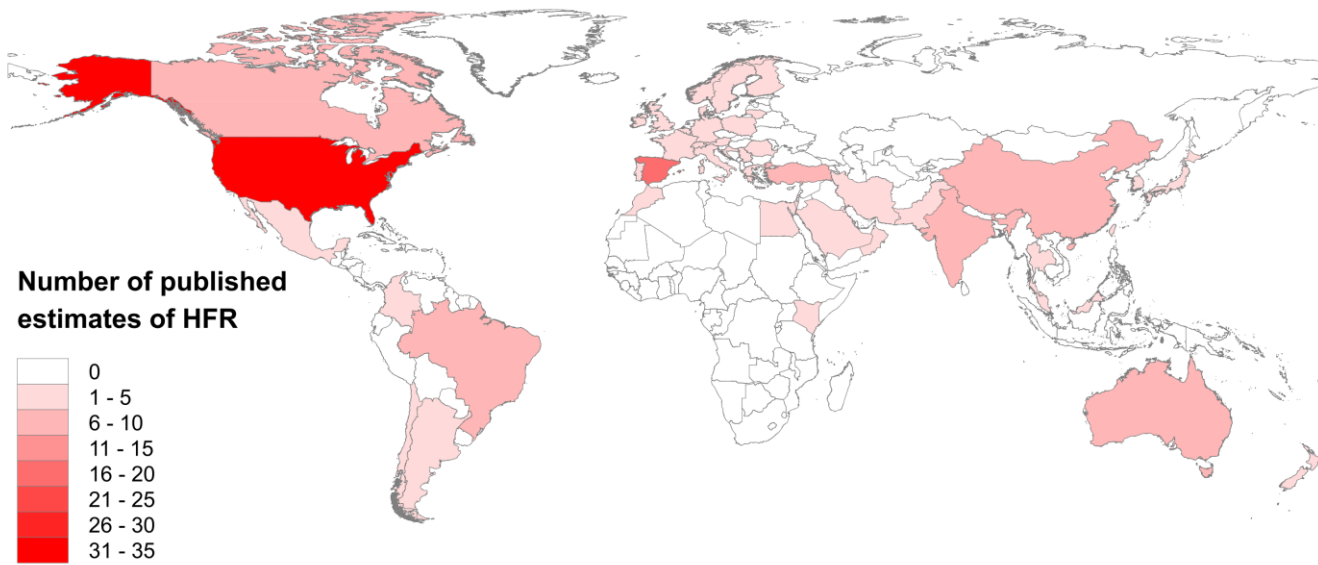 Number of published
estimates of HFR
0
1 - 5
6 - 10
11 - 15
16 - 20
21 - 25
26 - 30
31 - 35